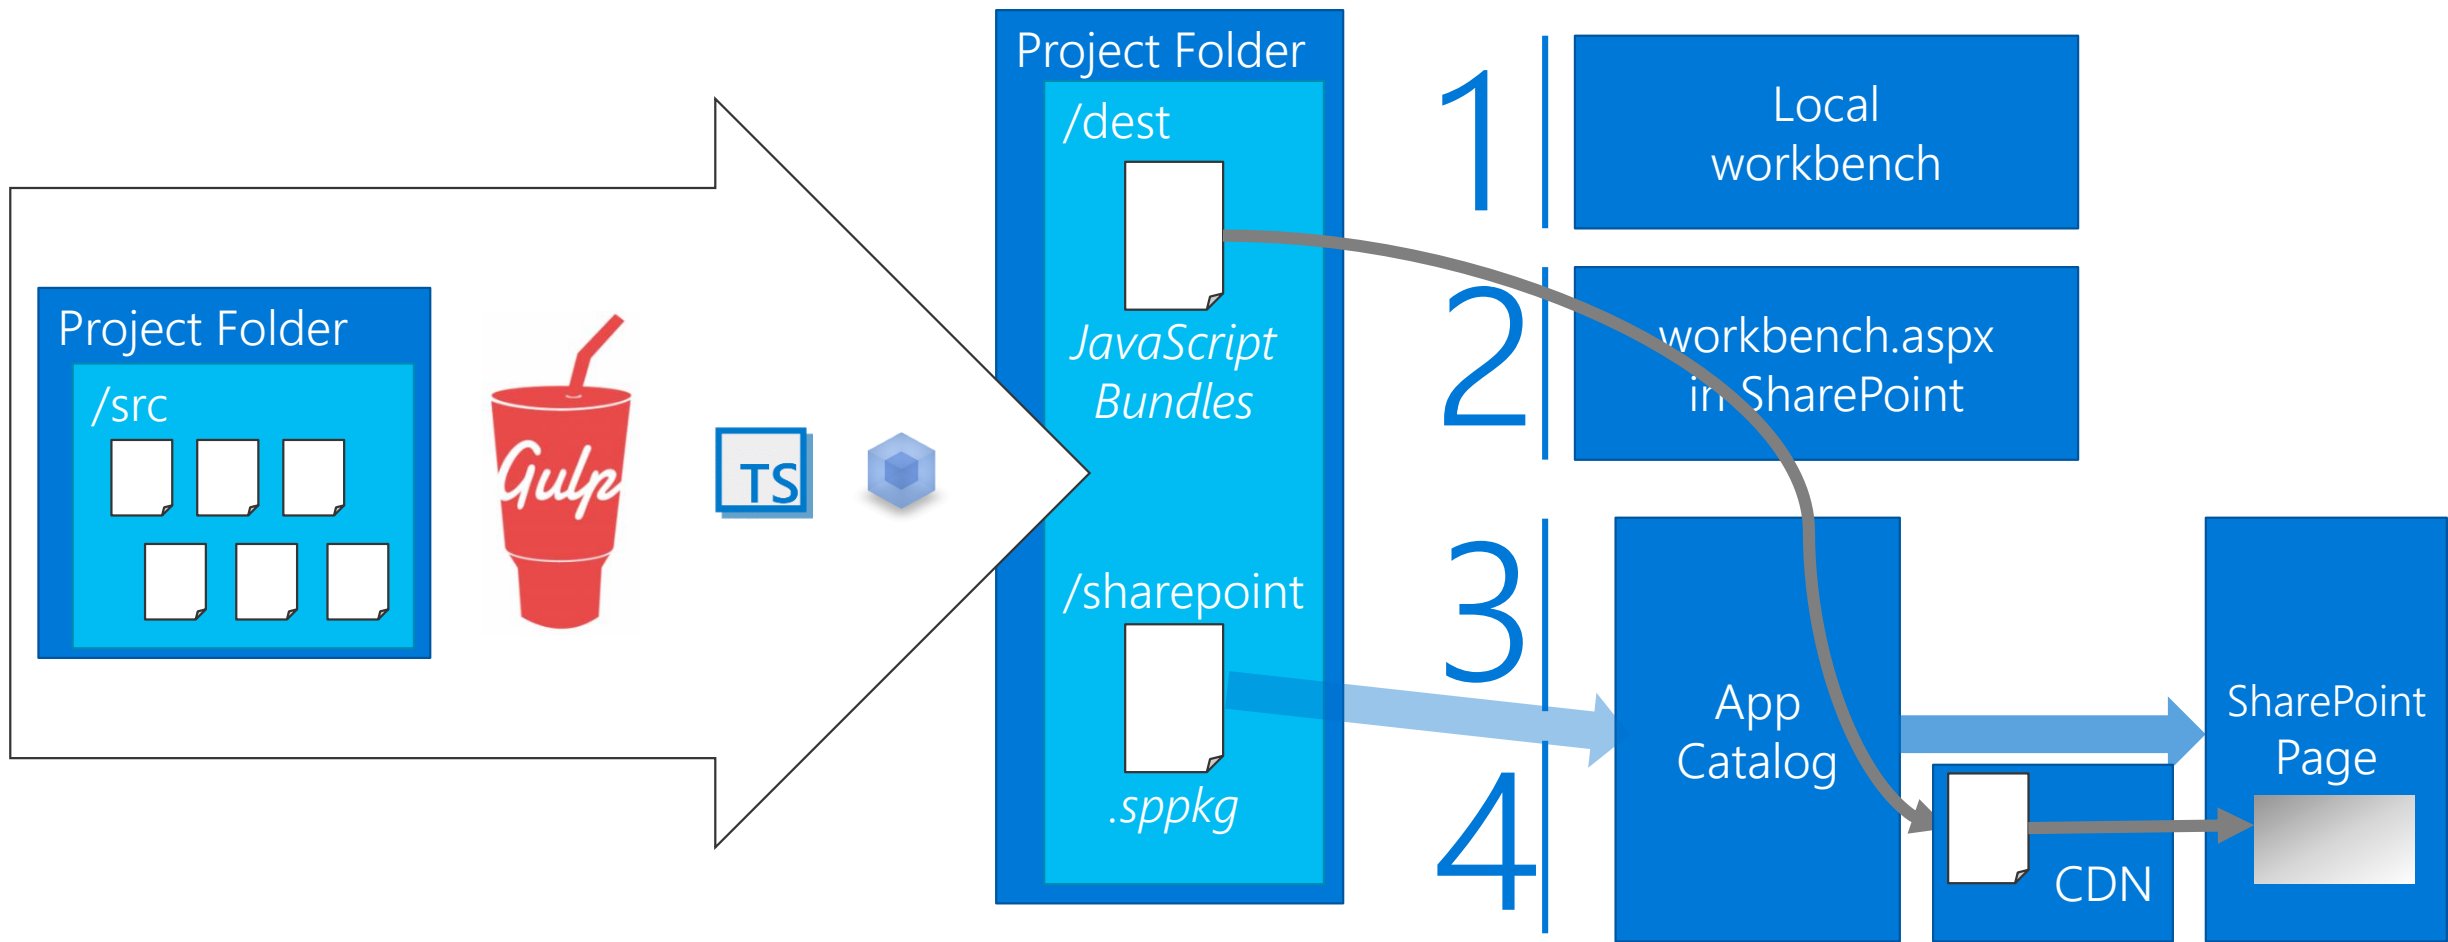 Project Folder
/src
Gulp
TS
Project Folder
/dest
JavaScript
Bundles
/sharepoint
.sppkg
1
Local
workbench
2
workbench.aspx
in SharePoint
3
4
App
Catalog
CDN
SharePoint
Page